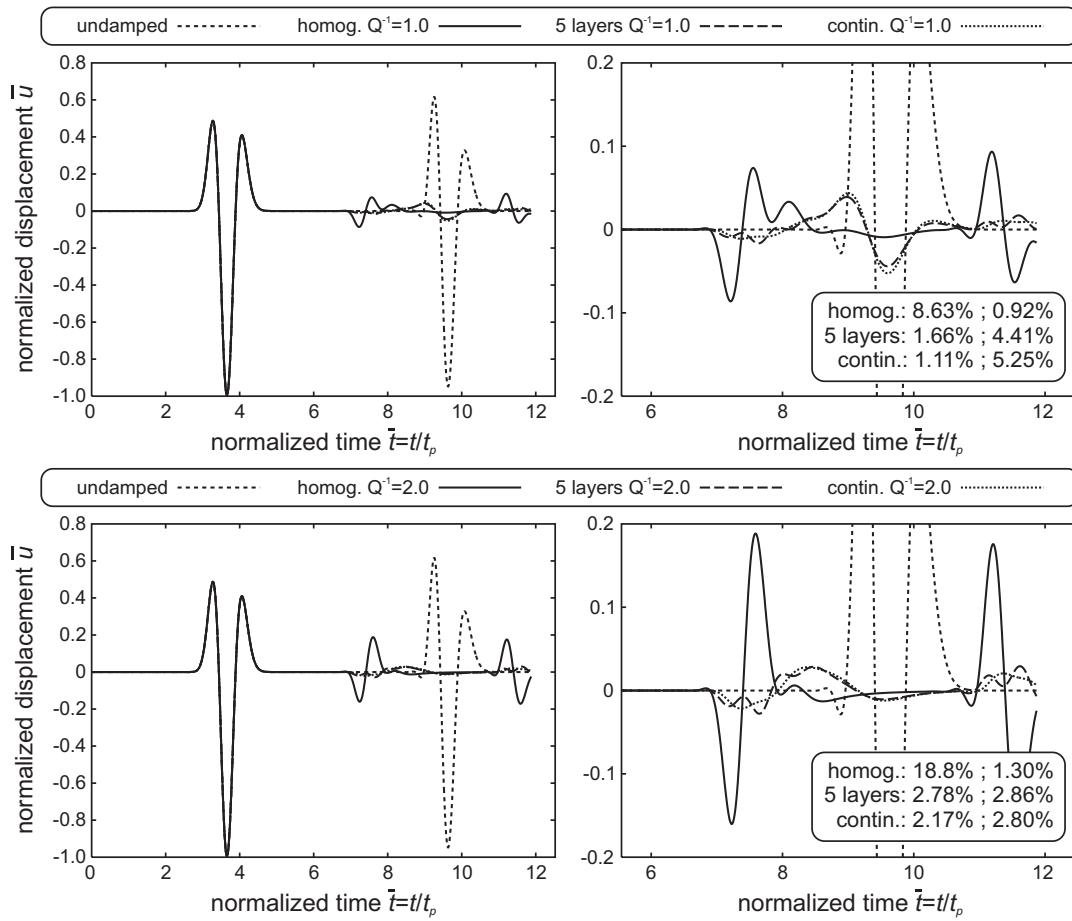 undamped homog. Q⁻¹=1.0 5 layers Q⁻¹=1.0 contin. Q⁻¹=1.0
normalized displacement u̅
0.8
0.6
0.4
0.2
0
-0.2
-0.4
-0.6
-0.8
-1.0
0 2 4 6 8 10 12
normalized time t̅=t/tₚ
0.2
0.1
0
-0.1
-0.2
6 8 10 12
homog.: 8.63% ; 0.92%
5 layers: 1.66% ; 4.41%
contin.: 1.11% ; 5.25%
normalized time t̅=t/tₚ
undamped homog. Q⁻¹=2.0 5 layers Q⁻¹=2.0 contin. Q⁻¹=2.0
normalized displacement u̅
0.8
0.6
0.4
0.2
0
-0.2
-0.4
-0.6
-0.8
-1.0
0 2 4 6 8 10 12
normalized time t̅=t/tₚ
0.2
0.1
0
-0.1
-0.2
6 8 10 12
homog.: 18.8% ; 1.30%
5 layers: 2.78% ; 2.86%
contin.: 2.17% ; 2.80%
normalized time t̅=t/tₚ